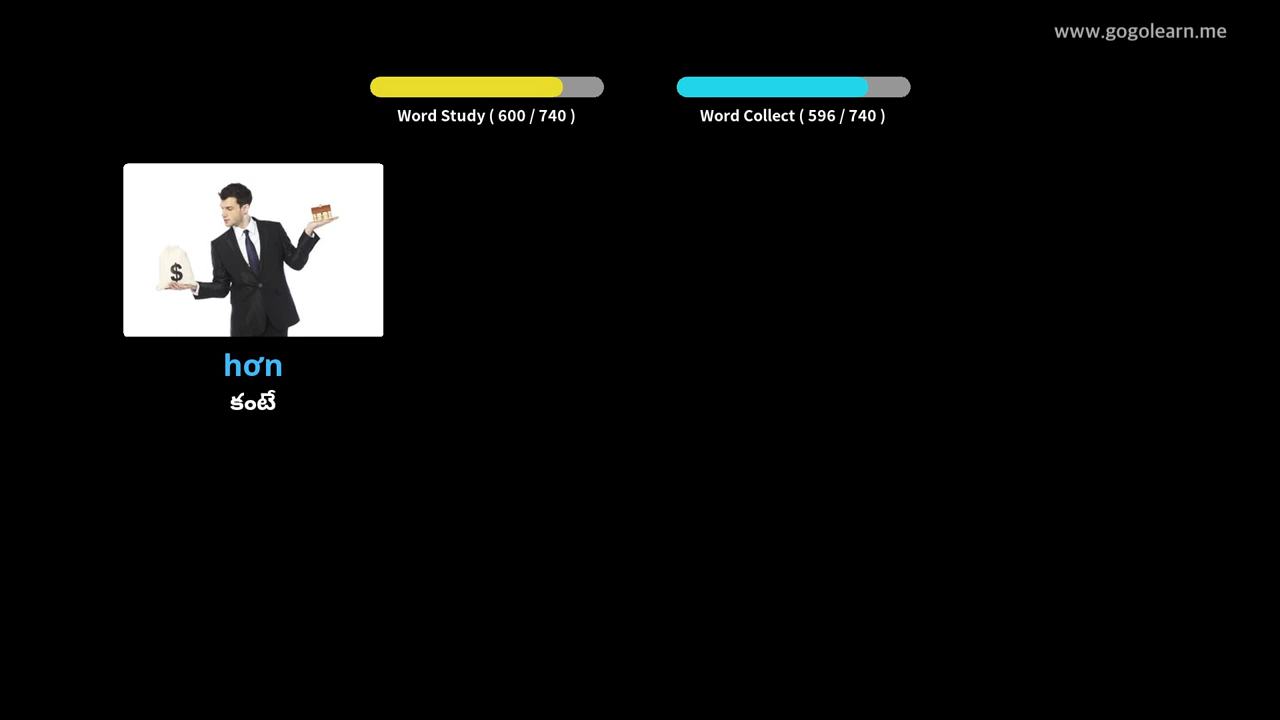 www.gogolearn.me
Word Study ( 600 / 740 )
Word Collect ( 596 / 740 )
$
hơn
కంటే